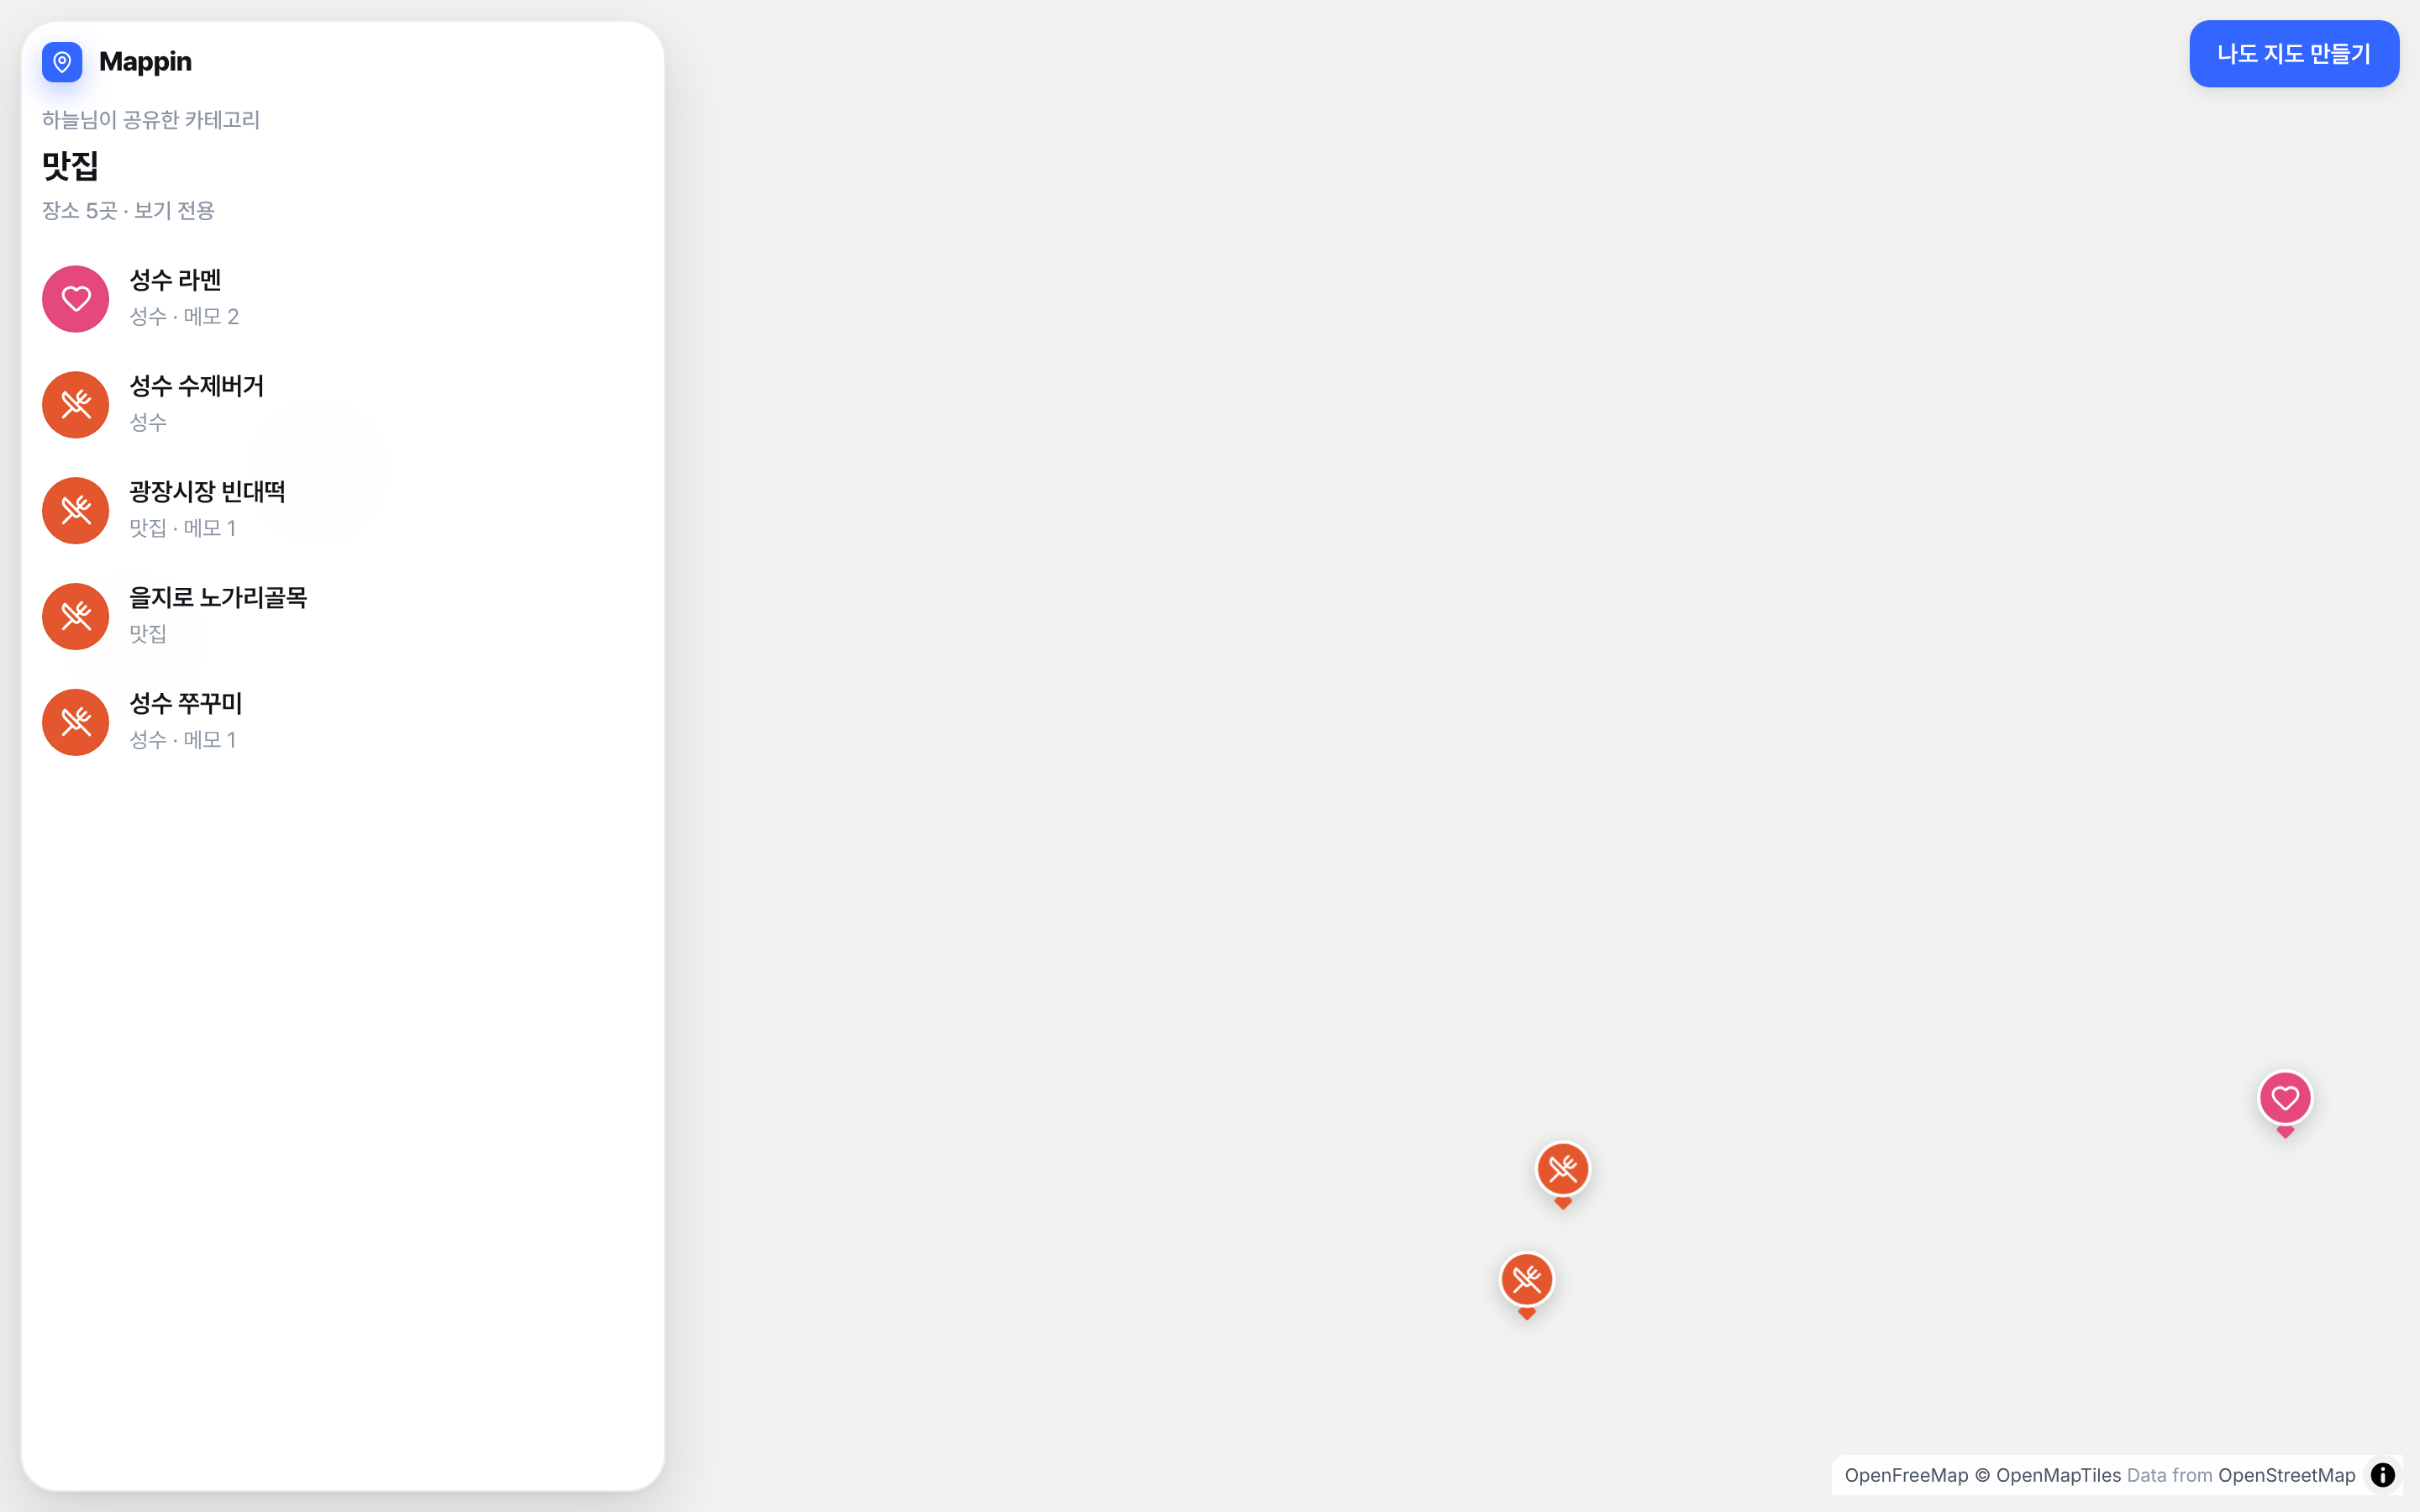 Mappin
하늘님이 공유한 카테고리
맛집
장소 5곳 · 보기 전용
성수 라멘
성수 · 메모 2
성수 수제버거
성수
광장시장 빈대떡
맛집 · 메모 1
을지로 노가리골목
맛집
성수 쭈꾸미
성수 · 메모 1
나도 지도 만들기
OpenFreeMap © OpenMapTiles Data from OpenStreetMap